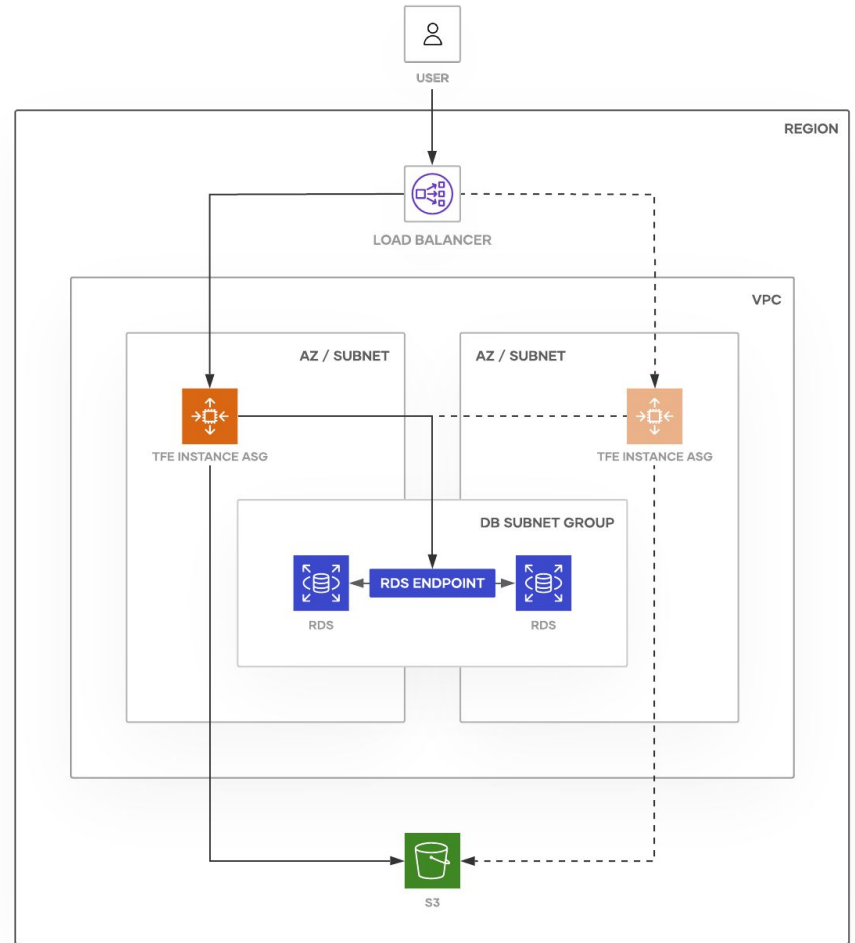 USER
REGION
LOAD BALANCER
VPC
AZ / SUBNET
AZ / SUBNET
TFE INSTANCE ASG
TFE INSTANCE ASG
DB SUBNET GROUP
RDS ENDPOINT
RDS
RDS
S3